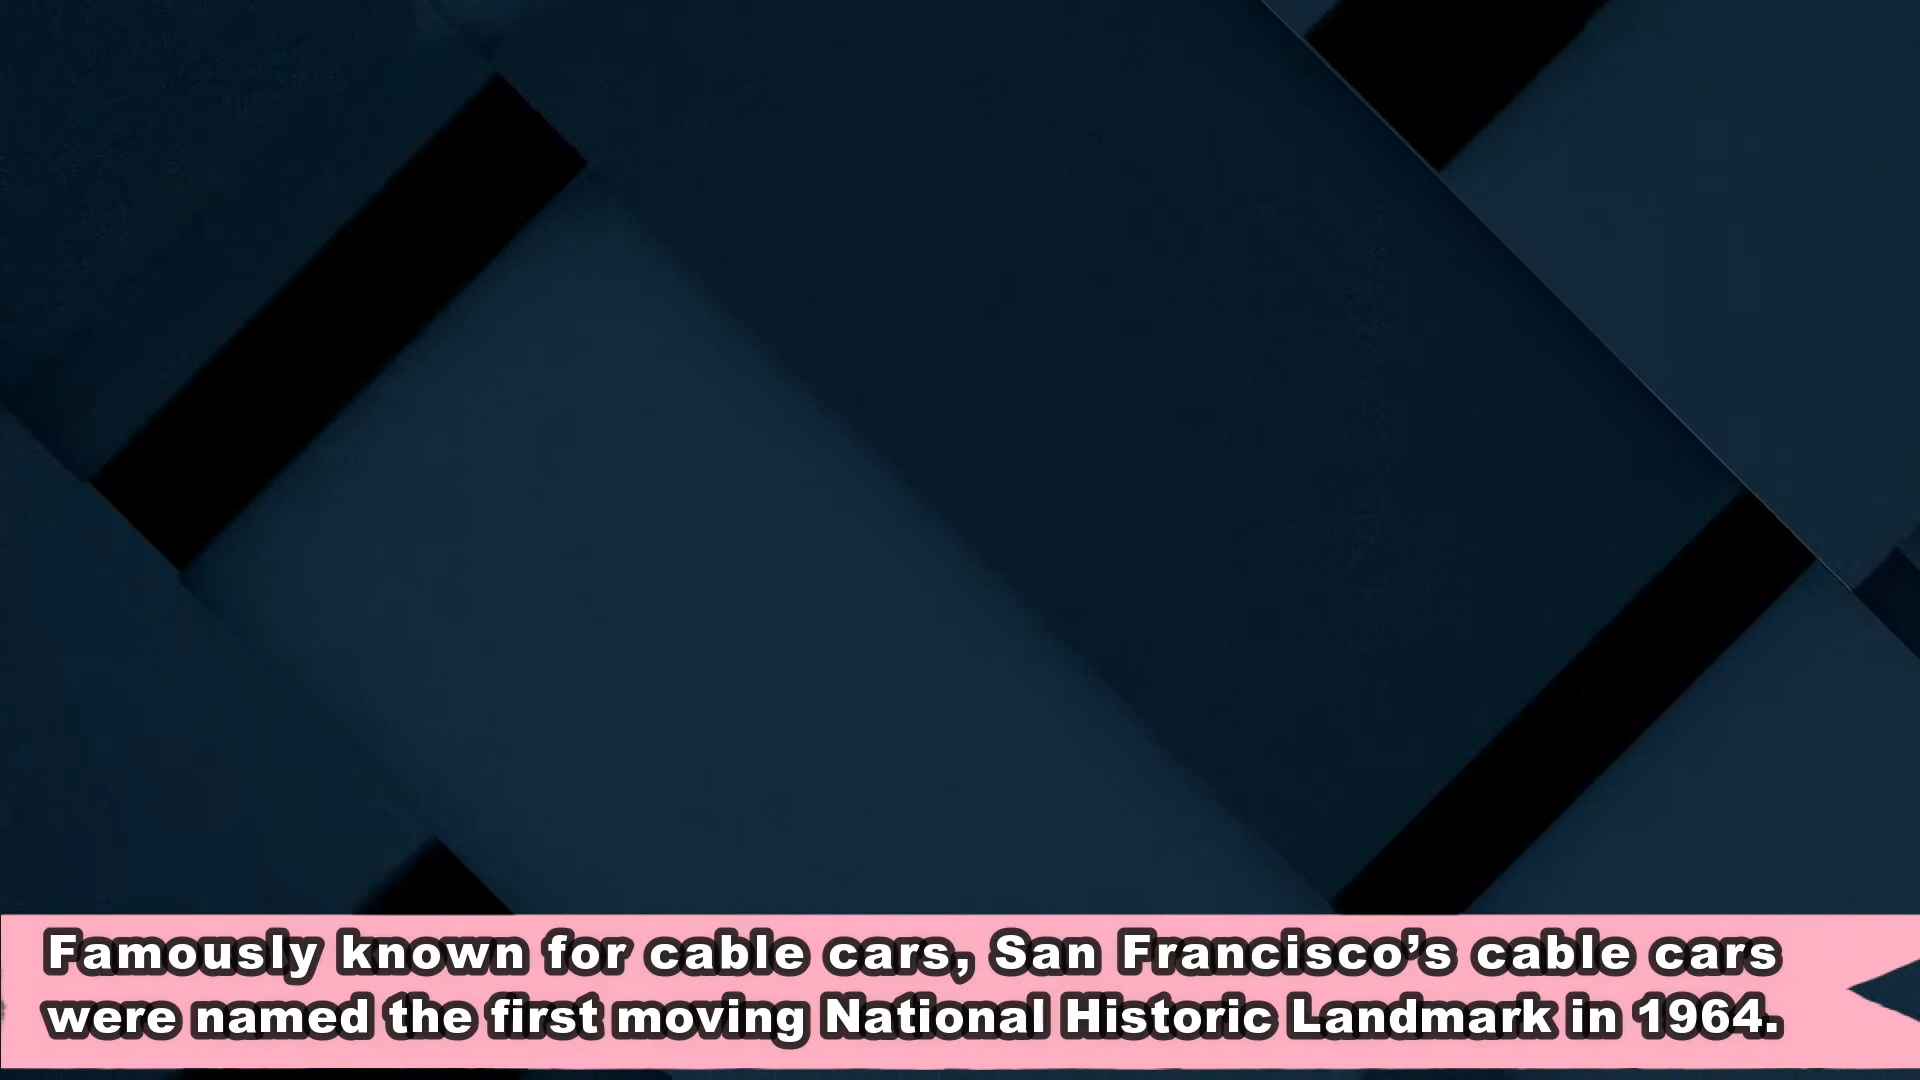 Famously known for cable cars, San Francisco’s cable cars
were named the first moving National Historic Landmark in 1964.